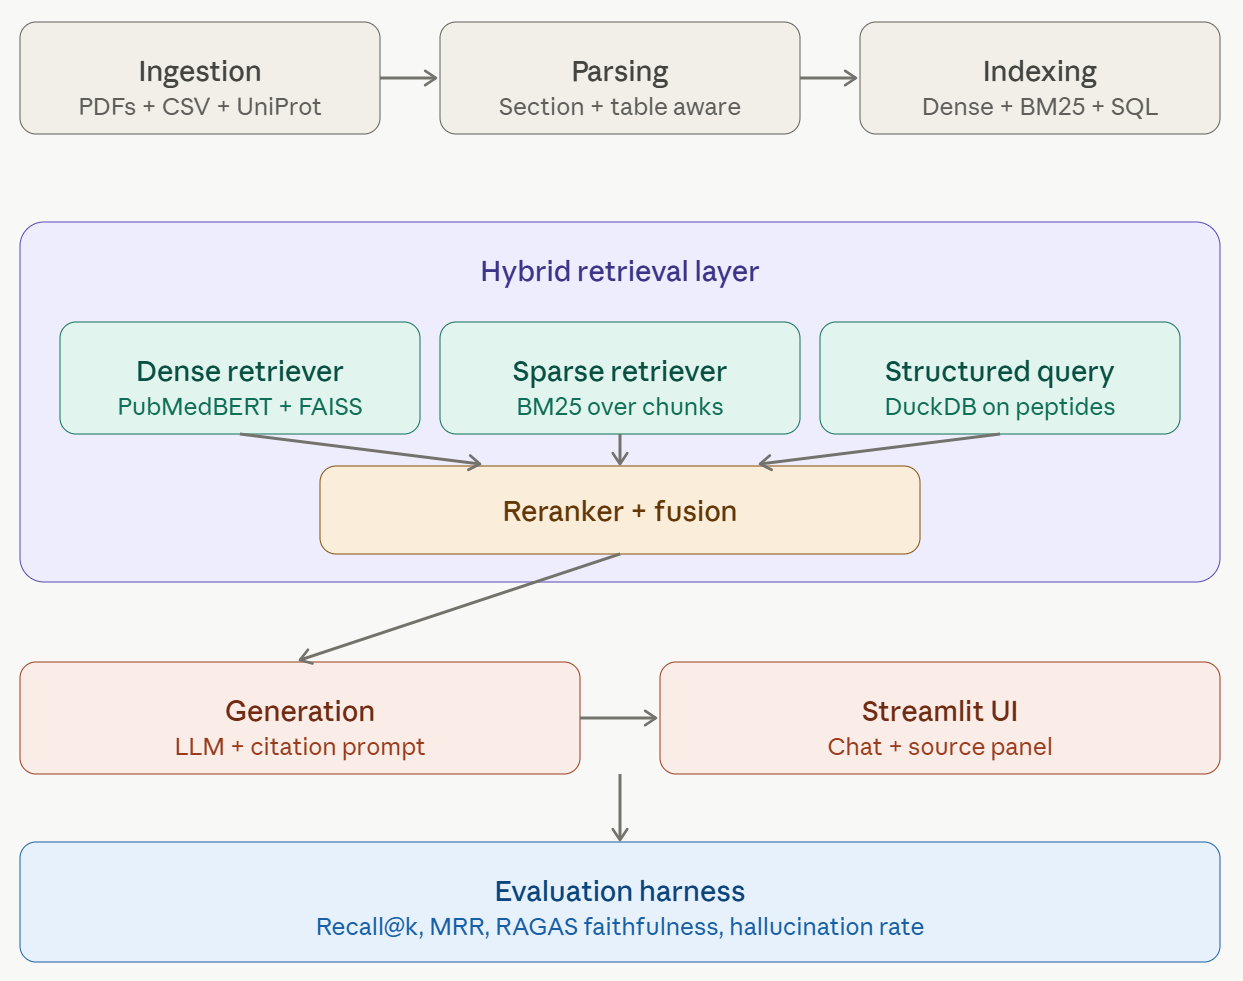 Ingestion
PDFs + CSV + UniProt
Parsing
Section + table aware
Indexing
Dense + BM25 + SQL
Hybrid retrieval layer
Dense retriever
PubMedBERT + FAISS
Sparse retriever
BM25 over chunks
Structured query
DuckDB on peptides
Reranker + fusion
Generation
LLM + citation prompt
Streamlit UI
Chat + source panel
Evaluation harness
Recall@k, MRR, RAGAS faithfulness, hallucination rate